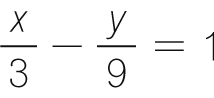 x/3 − y/9 = 1